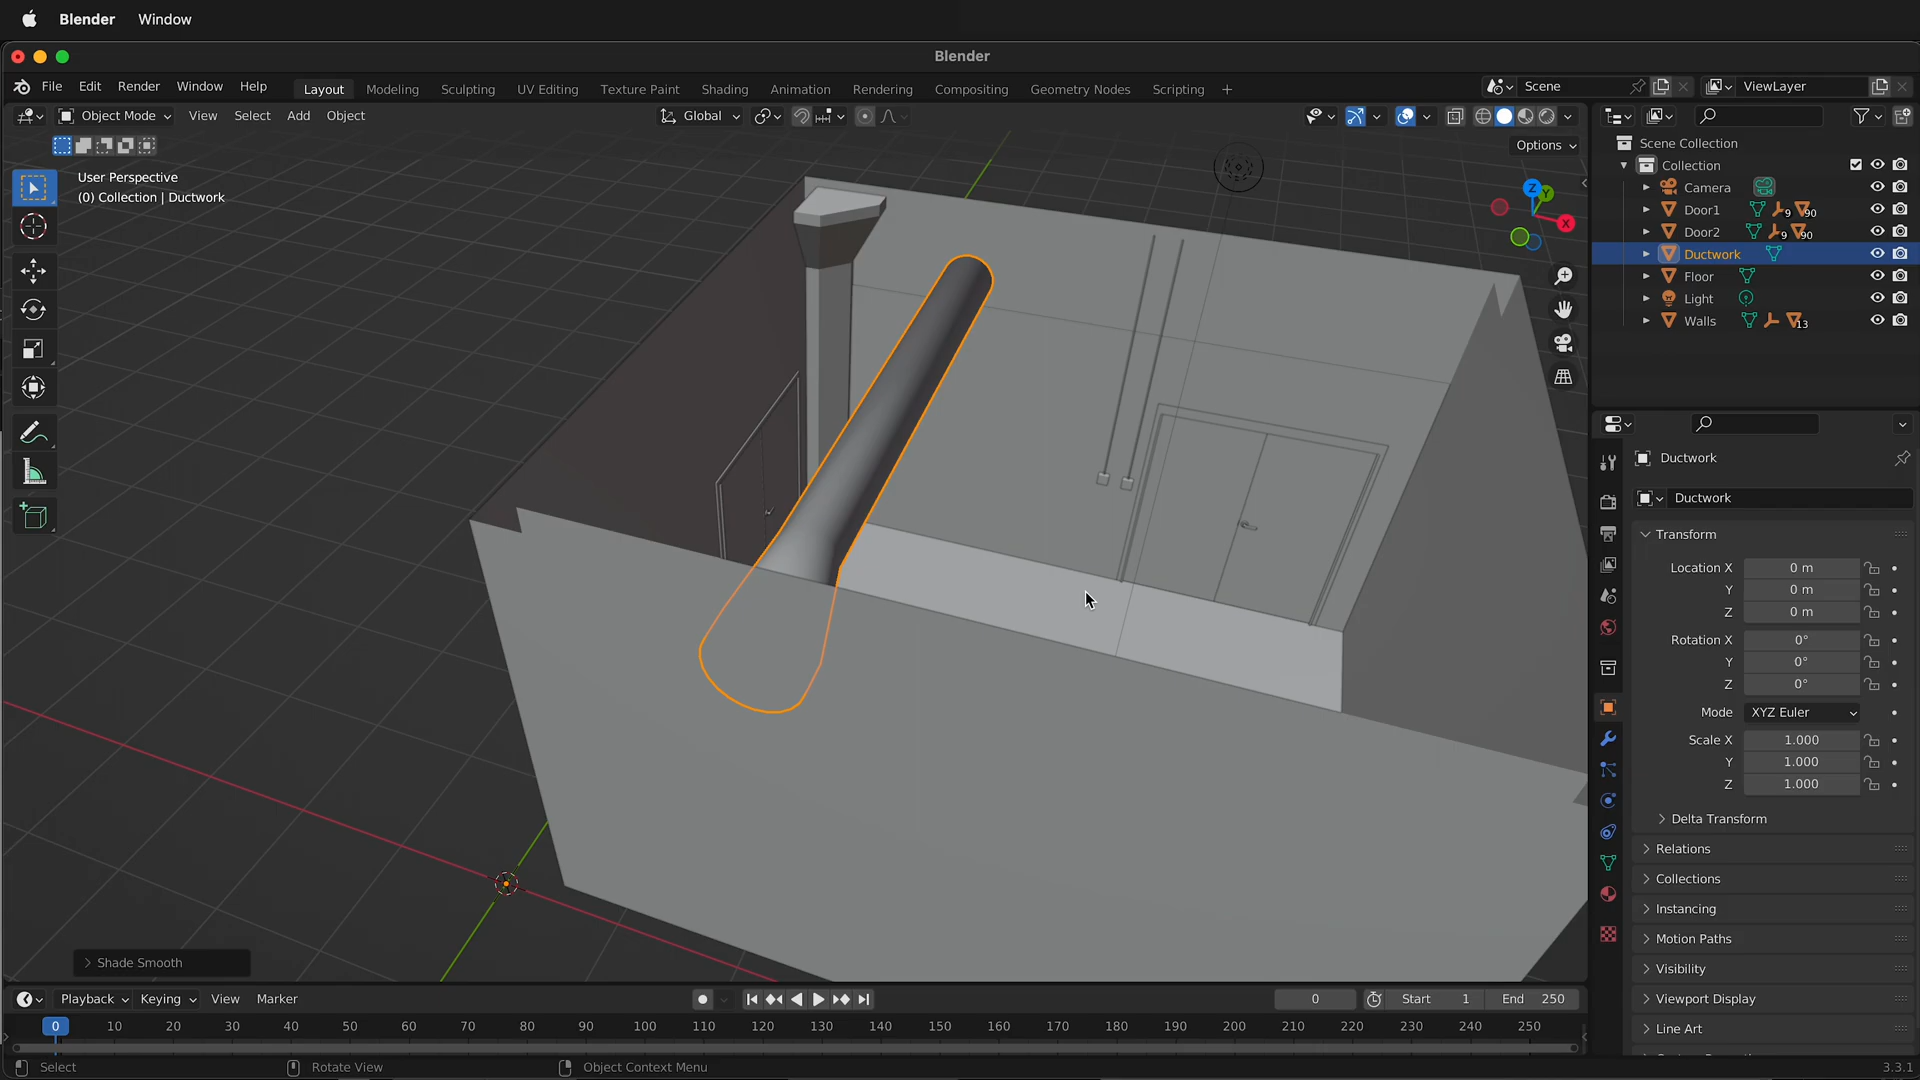 Blender Window
Blender
File Edit Render Window Help Layout Modeling Sculpting UV Editing Texture Paint Shading Animation Rendering Compositing Geometry Nodes Scripting + Scene ViewLayer
Object Mode View Select Add Object Global
Options
User Perspective
(0) Collection | Ductwork
Z
Y
X
Scene Collection
Collection
Camera
Door1 9 90
Door2 9 90
Ductwork
Floor
Light
Walls 13
Ductwork
Ductwork
Transform
Location X 0 m
Y 0 m
Z 0 m
Rotation X 0°
Y 0°
Z 0°
Mode XYZ Euler
Scale X 1.000
Y 1.000
Z 1.000
Delta Transform
Relations
Collections
Instancing
Motion Paths
Visibility
Viewport Display
Line Art
Shade Smooth
Playback Keying View Marker 0 Start 1 End 250
0 10 20 30 40 50 60 70 80 90 100 110 120 130 140 150 160 170 180 190 200 210 220 230 240 250
Select Rotate View Object Context Menu 3.3.1